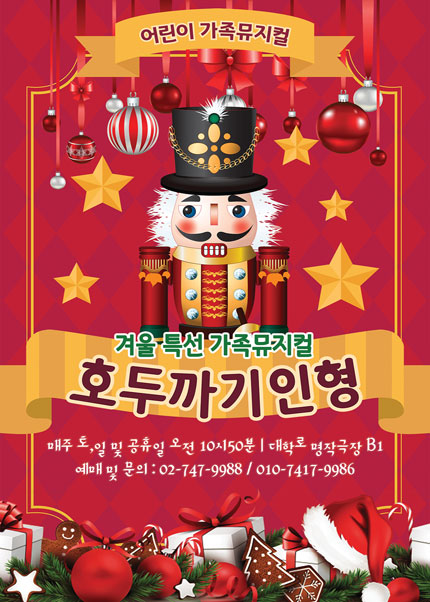 어린이 가족뮤지컬
겨울 특선 가족뮤지컬
호두까기인형
매주 토,일 및 공휴일 오전 10시50분 | 대학로 명작극장 B1
예매 및 문의 : 02-747-9988 / 010-7417-9986